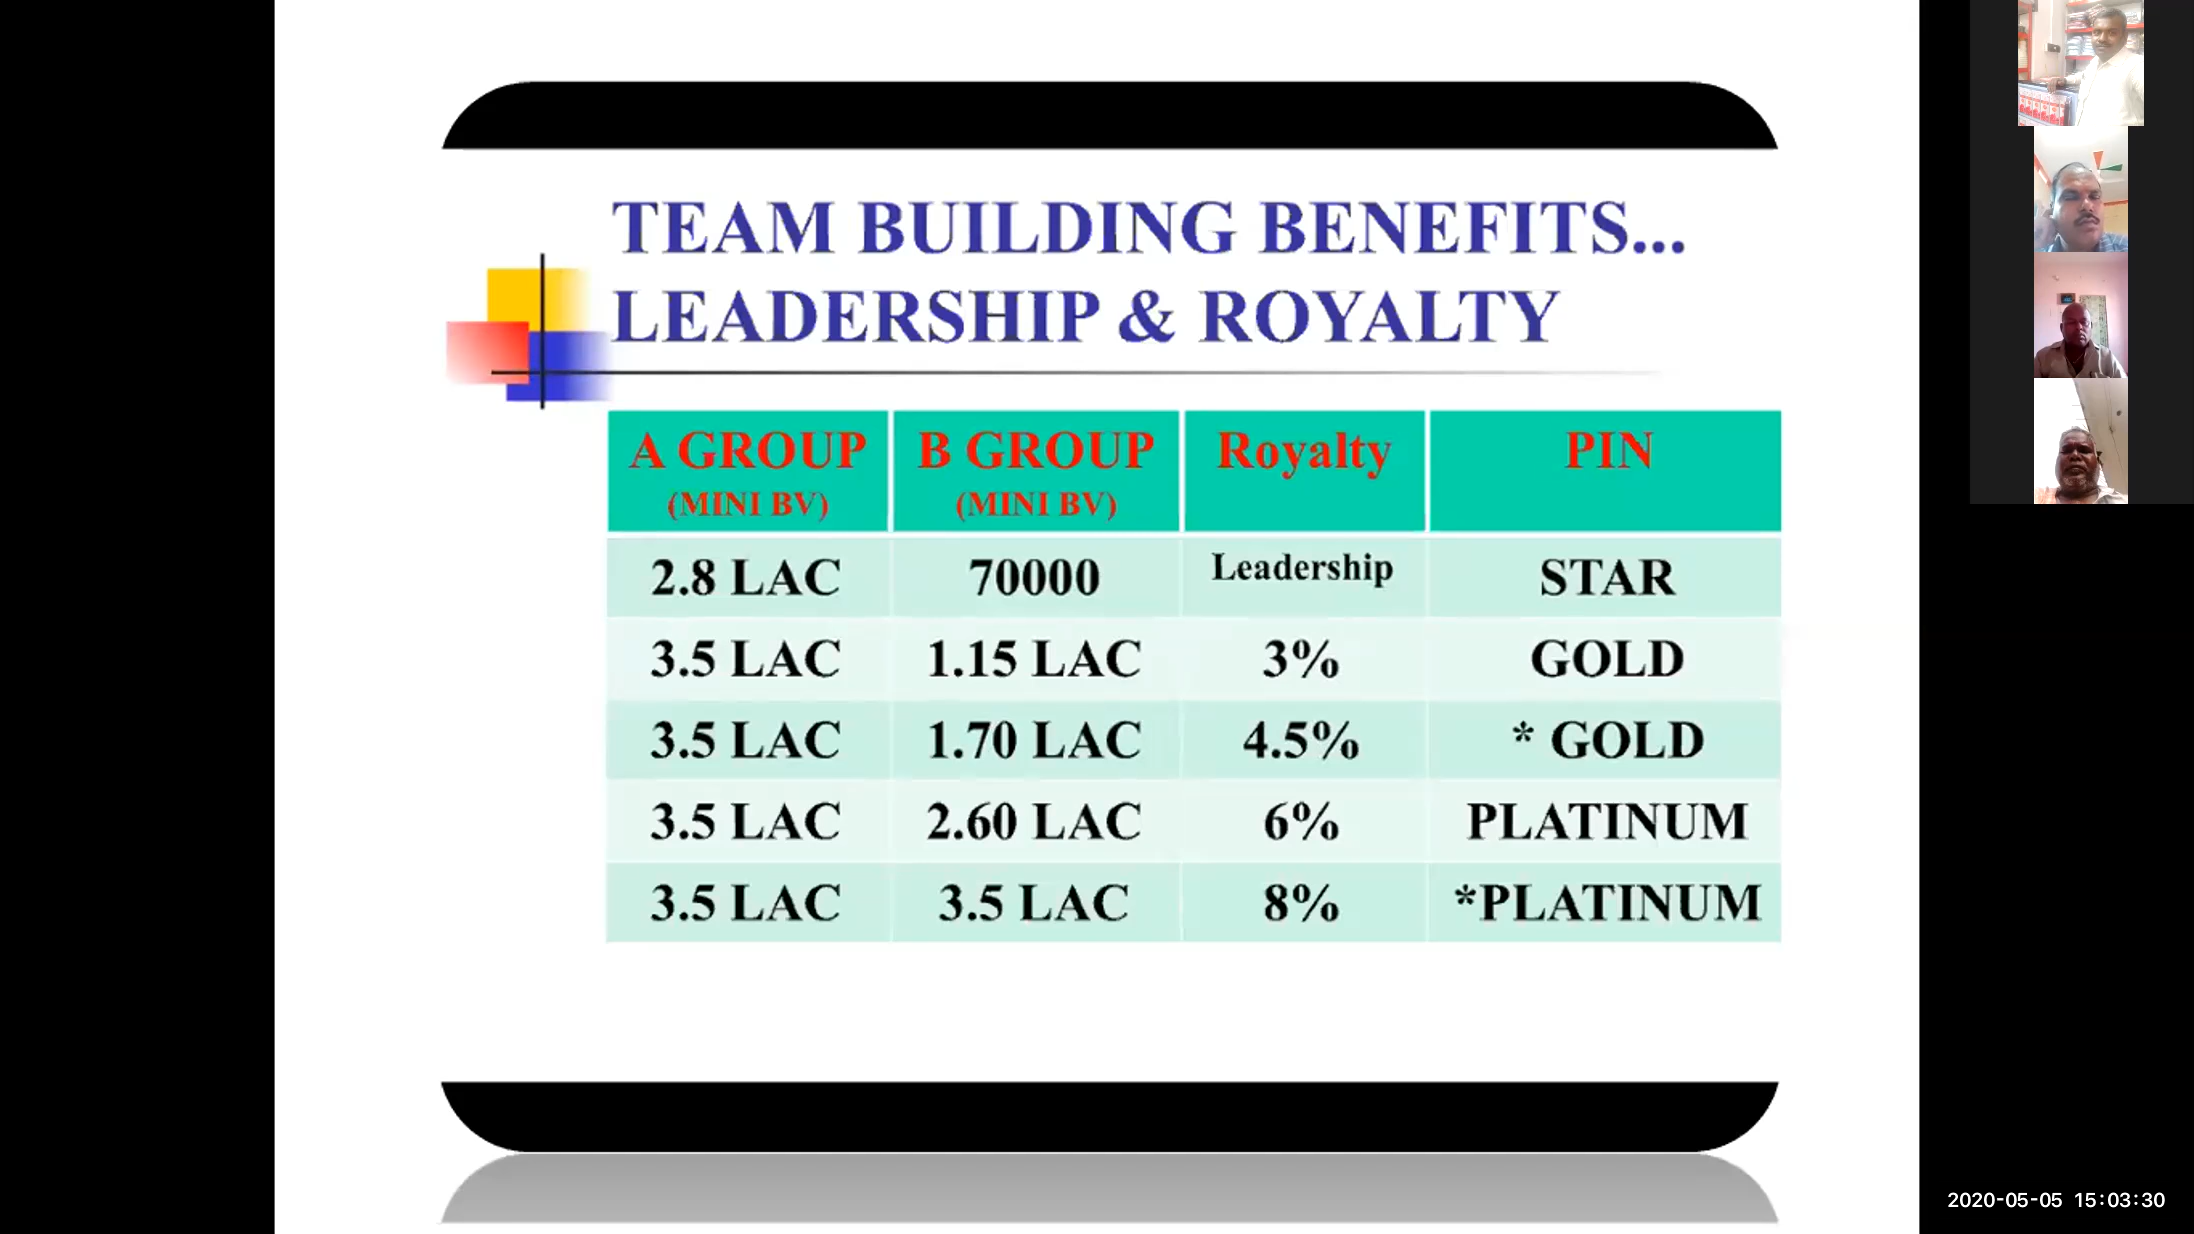 TEAM BUILDING BENEFITS...
LEADERSHIP & ROYALTY
A GROUP B GROUP Royalty PIN
(MINI BV) (MINI BV)
2.8 LAC 70000 Leadership STAR
3.5 LAC 1.15 LAC 3% GOLD
3.5 LAC 1.70 LAC 4.5% * GOLD
3.5 LAC 2.60 LAC 6% PLATINUM
3.5 LAC 3.5 LAC 8% *PLATINUM
2020-05-05 15:03:30